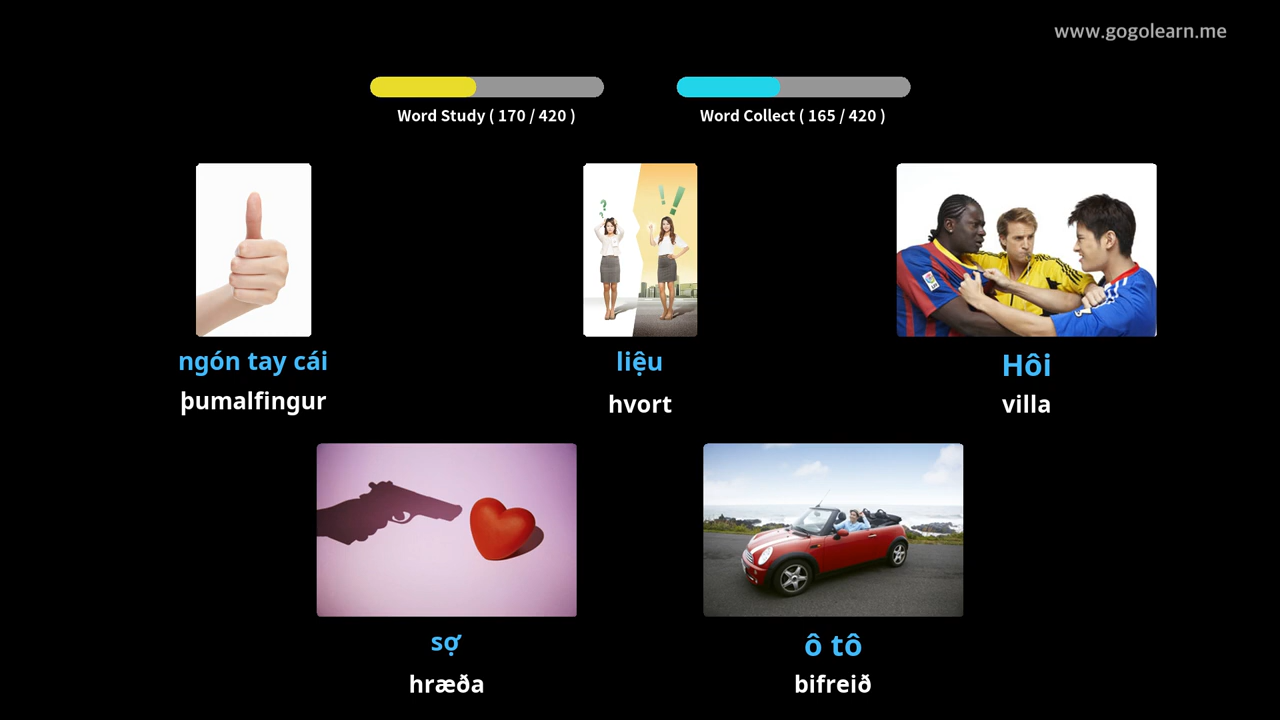 www.gogolearn.me
Word Study ( 170 / 420 )
Word Collect ( 165 / 420 )
ngón tay cái
þumalfingur
liệu
hvort
Hôi
villa
sợ
hræða
ô tô
bifreið